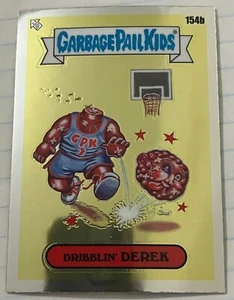 154b
GARBAGE PAIL KIDS
GPK
DRIBBLIN' DEREK